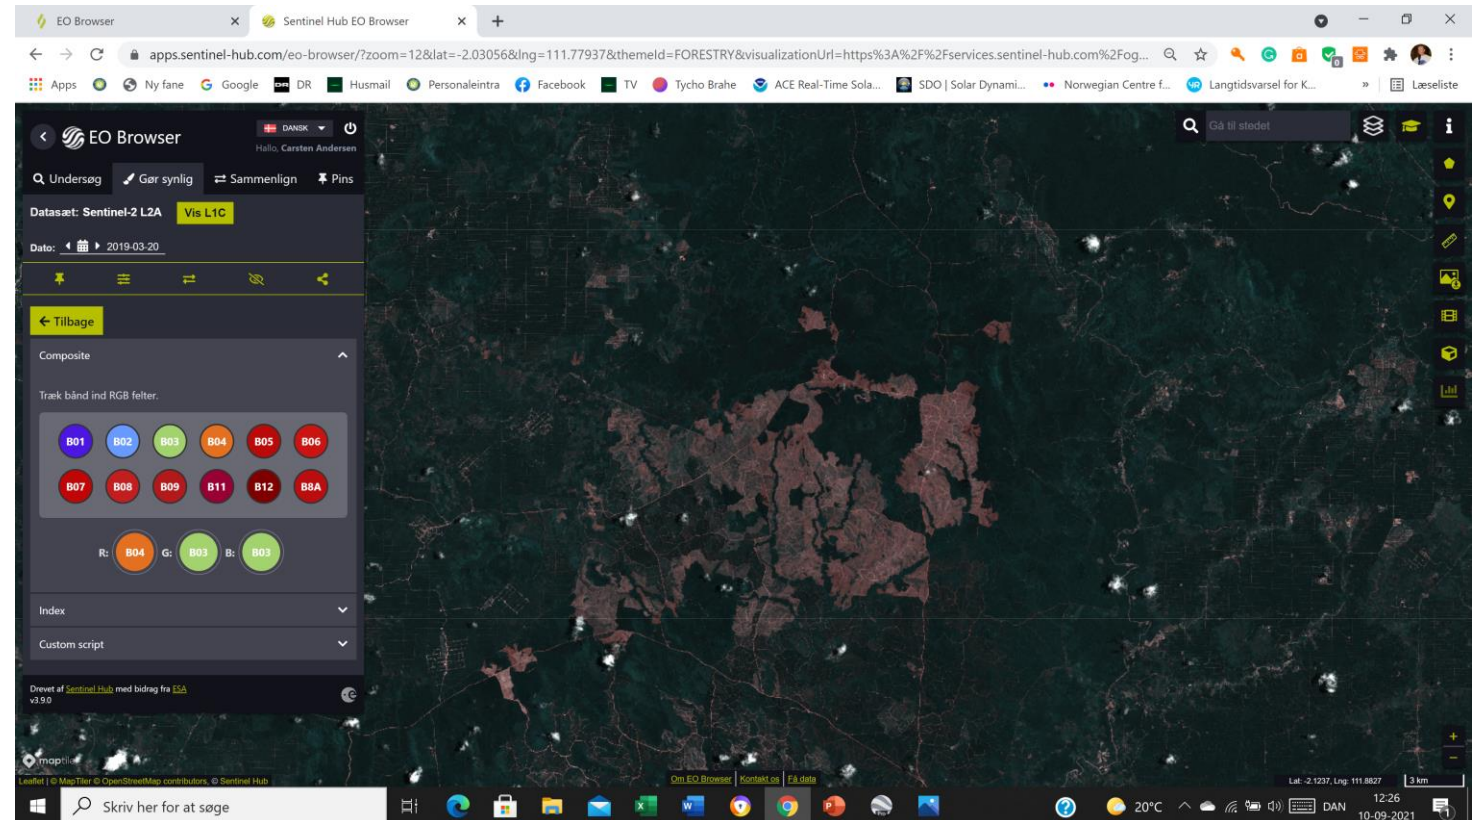 EO Browser
Sentinel Hub EO Browser
apps.sentinel-hub.com/eo-browser/?zoom=12&lat=-2.03056&lng=111.77937&themeId=FORESTRY&visualizationUrl=https%3A%2F%2Fservices.sentinel-hub.com%2Fog...
Apps Ny fane Google DR DR Husmail Personaleintra Facebook TV Tycho Brahe ACE Real-Time Sola... SDO | Solar Dynami... Norwegian Centre f... Langtidsvarsel for K... » Læseliste
EO Browser
DANSK
Hallo, Carsten Andersen
Gå til stedet
Undersøg Gør synlig Sammenlign Pins
Datasæt: Sentinel-2 L2A Vis L1C
Dato: 2019-03-20
Tilbage
Composite
Træk bånd ind RGB felter.
B01 B02 B03 B04 B05 B06
B07 B08 B09 B11 B12 B8A
R: B04 G: B03 B: B03
Index
Custom script
Drevet af Sentinel Hub med bidrag fra ESA
v3.9.0
maptiler
Leaflet | © MapTiler © OpenStreetMap contributors, © Sentinel Hub
Om EO Browser Kontakt os Få data
Lat: -2.1237, Lng: 111.8827 3 km
Skriv her for at søge
20°C DAN
12:26
10-09-2021